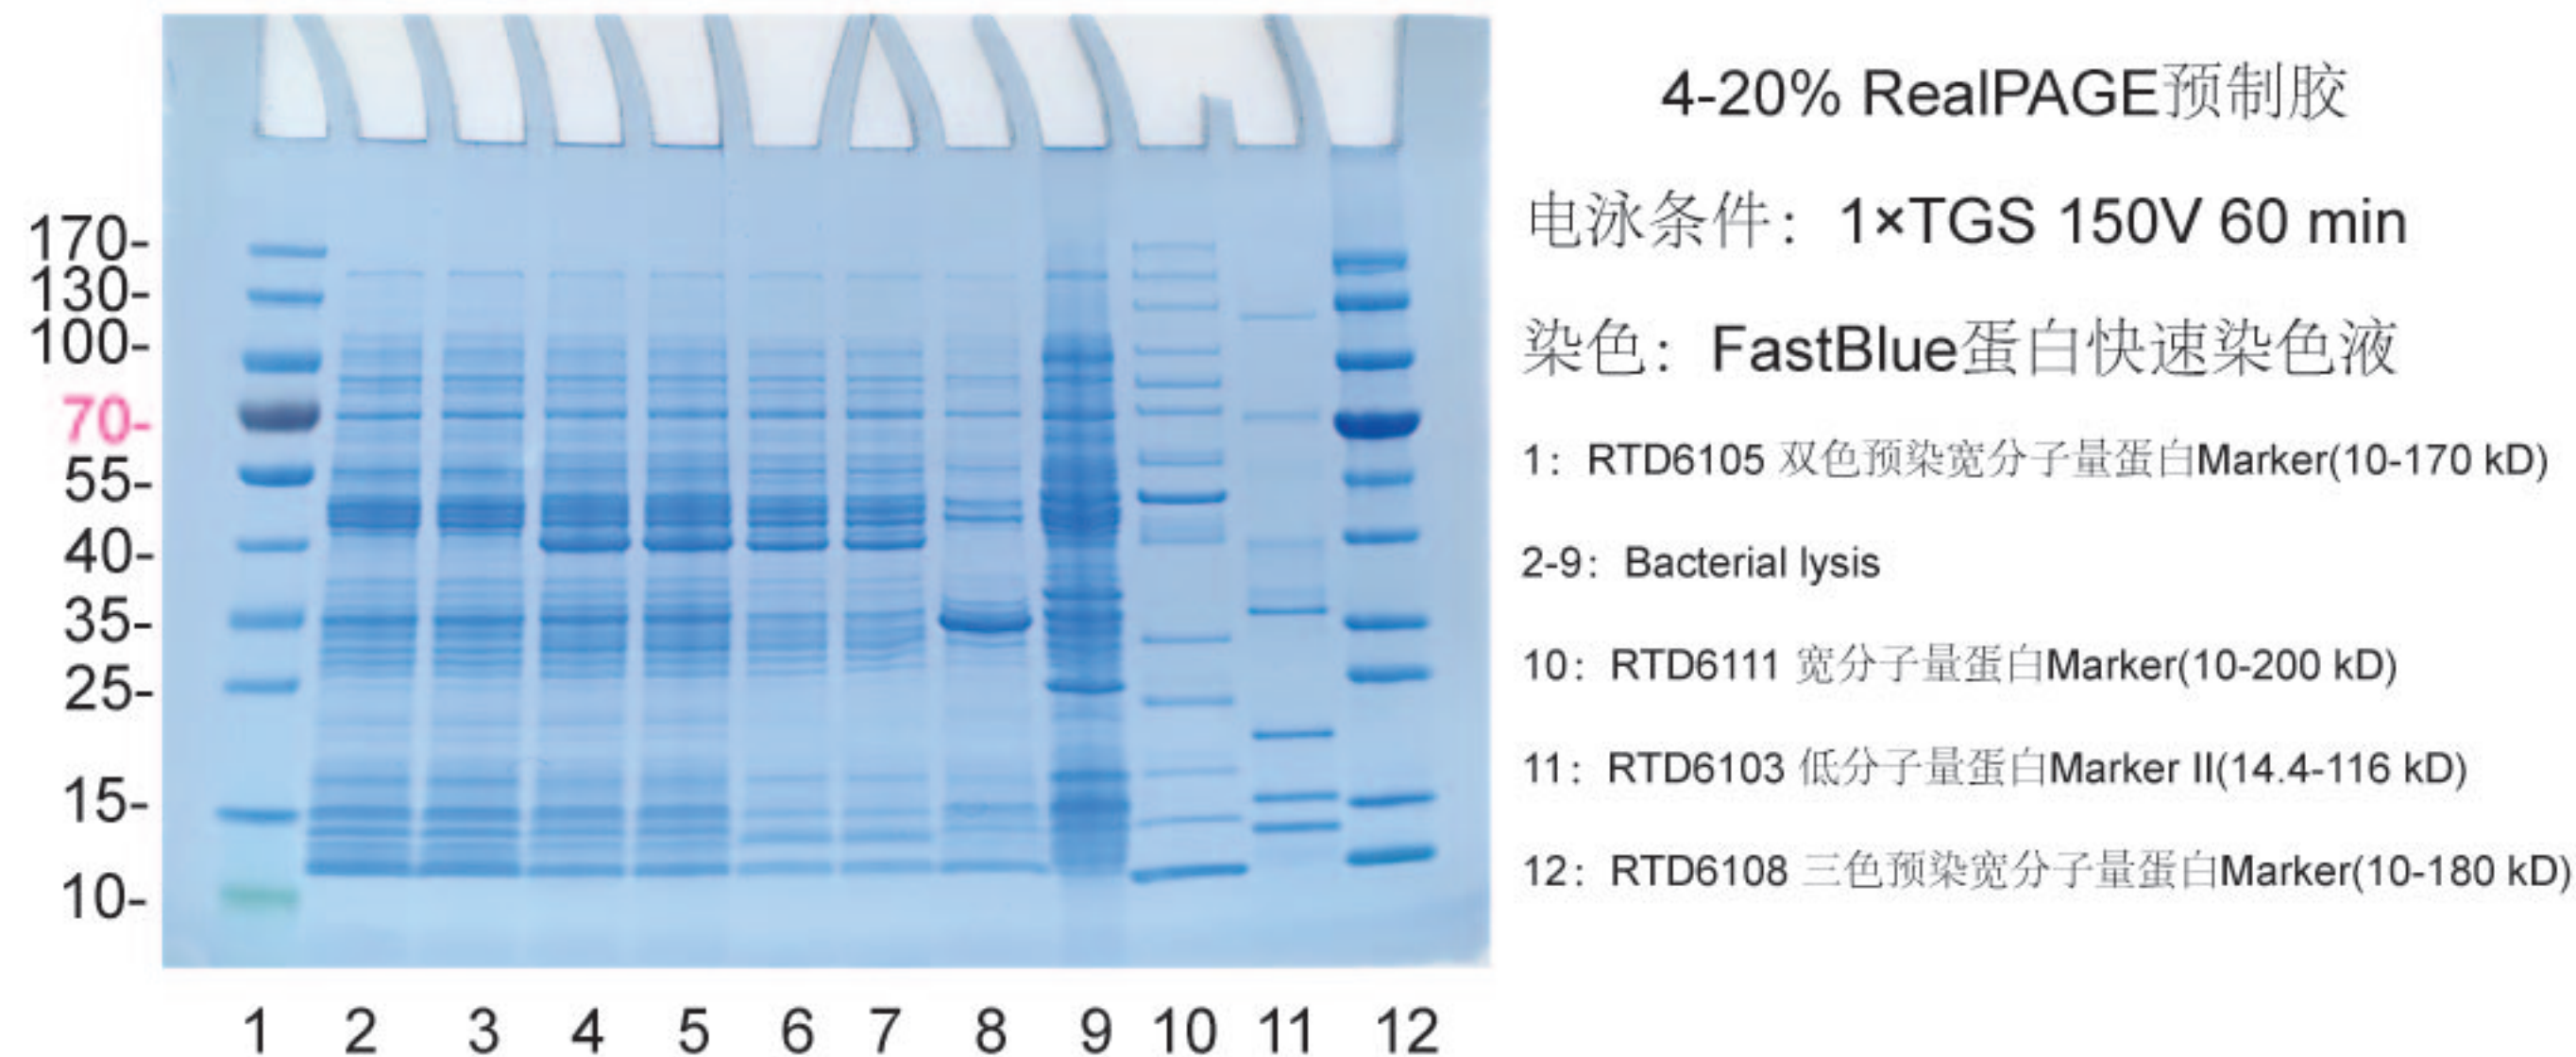 4-20% RealPAGE预制胶
电泳条件：1×TGS 150V 60 min
染色：FastBlue蛋白快速染色液
1：RTD6105 双色预染宽分子量蛋白Marker(10-170 kD)
2-9：Bacterial lysis
10：RTD6111 宽分子量蛋白Marker(10-200 kD)
11：RTD6103 低分子量蛋白Marker II(14.4-116 kD)
12：RTD6108 三色预染宽分子量蛋白Marker(10-180 kD)
170-
130-
100-
70-
55-
40-
35-
25-
15-
10-
1 2 3 4 5 6 7 8 9 10 11 12